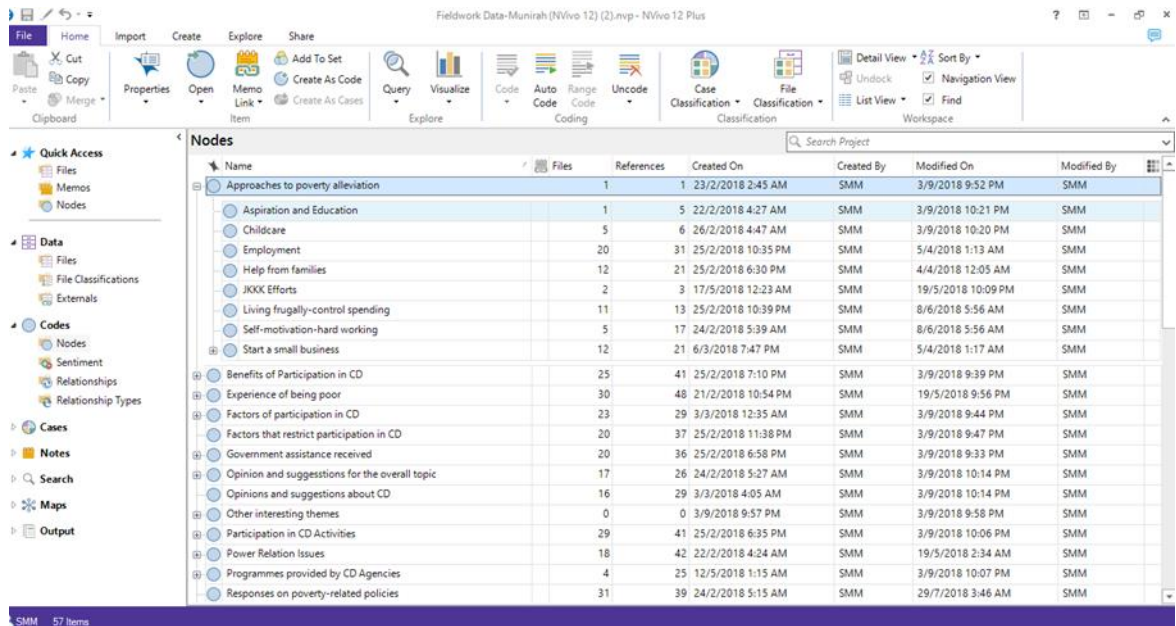 Fieldwork Data-Munirah (NVivo 12) (2).nvp - NVivo 12 Plus
File Home Import Create Explore Share
Paste Cut Copy Merge Properties Open Memo Link Add To Set Create As Code Create As Cases Query Visualize Code Auto Code Range Code Uncode Case Classification File Classification Detail View Sort By Undock Navigation View List View Find
Clipboard Item Explore Coding Classification Workspace
Quick Access
Files
Memos
Nodes
Data
Files
File Classifications
Externals
Codes
Nodes
Sentiment
Relationships
Relationship Types
Cases
Notes
Search
Maps
Output
Nodes Search Project
Name Files References Created On Created By Modified On Modified By
Approaches to poverty alleviation 1 1 23/2/2018 2:45 AM SMM 3/9/2018 9:52 PM SMM
Aspiration and Education 1 5 22/2/2018 4:27 AM SMM 3/9/2018 10:21 PM SMM
Childcare 5 6 26/2/2018 4:47 AM SMM 3/9/2018 10:20 PM SMM
Employment 20 31 25/2/2018 10:35 PM SMM 5/4/2018 1:13 AM SMM
Help from families 12 21 25/2/2018 6:30 PM SMM 4/4/2018 12:05 AM SMM
JKKK Efforts 2 3 17/5/2018 12:23 AM SMM 19/5/2018 10:09 PM SMM
Living frugally-control spending 11 13 25/2/2018 10:39 PM SMM 8/6/2018 5:56 AM SMM
Self-motivation-hard working 5 17 24/2/2018 5:39 AM SMM 8/6/2018 5:56 AM SMM
Start a small business 12 21 6/3/2018 7:47 PM SMM 5/4/2018 1:17 AM SMM
Benefits of Participation in CD 25 41 25/2/2018 7:10 PM SMM 3/9/2018 9:39 PM SMM
Experience of being poor 30 48 21/2/2018 10:54 PM SMM 19/5/2018 9:56 PM SMM
Factors of participation in CD 23 29 3/3/2018 12:35 AM SMM 3/9/2018 9:44 PM SMM
Factors that restrict participation in CD 20 37 25/2/2018 11:38 PM SMM 3/9/2018 9:47 PM SMM
Government assistance received 20 36 25/2/2018 6:58 PM SMM 3/9/2018 9:33 PM SMM
Opinion and suggesstions for the overall topic 17 26 24/2/2018 5:27 AM SMM 3/9/2018 10:14 PM SMM
Opinions and suggestions about CD 16 29 3/3/2018 4:05 AM SMM 3/9/2018 10:14 PM SMM
Other interesting themes 0 0 3/9/2018 9:57 PM SMM 3/9/2018 9:58 PM SMM
Participation in CD Activities 29 41 25/2/2018 6:35 PM SMM 3/9/2018 10:06 PM SMM
Power Relation Issues 18 42 22/2/2018 4:24 AM SMM 19/5/2018 2:34 AM SMM
Programmes provided by CD Agencies 4 25 12/5/2018 1:15 AM SMM 3/9/2018 10:07 PM SMM
Responses on poverty-related policies 31 39 24/2/2018 5:15 AM SMM 29/7/2018 3:46 AM SMM
SMM 57 Items